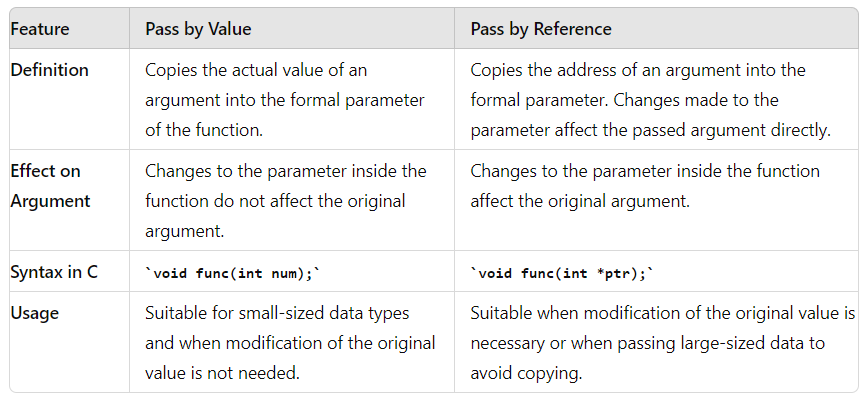 Feature Pass by Value Pass by Reference
Definition
Copies the actual value of an
argument into the formal parameter
of the function.
Copies the address of an argument into the
formal parameter. Changes made to the
parameter affect the passed argument directly.
Effect on
Argument
Changes to the parameter inside the
function do not affect the original
argument.
Changes to the parameter inside the function
affect the original argument.
Syntax in C
`void func(int num);`
`void func(int *ptr);`
Usage
Suitable for small-sized data types
and when modification of the original
value is not needed.
Suitable when modification of the original value is
necessary or when passing large-sized data to
avoid copying.